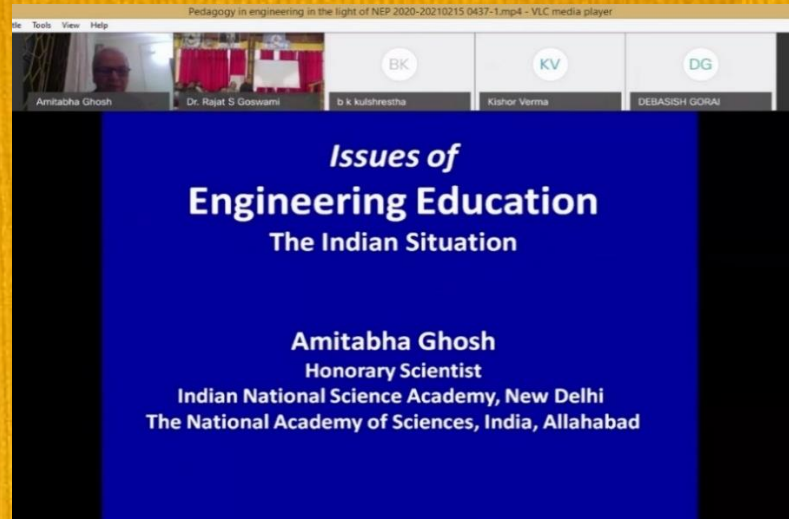 Pedagogy in engineering in the light of NEP 2020-20210215 0437-1.mp4 - VLC media player
Tools View Help
BK
KV
DG
Amitabha Ghosh
Dr. Rajat S Goswami
b k kulshrestha
Kishor Verma
DEBASISH GORAI
Issues of
Engineering Education
The Indian Situation
Amitabha Ghosh
Honorary Scientist
Indian National Science Academy, New Delhi
The National Academy of Sciences, India, Allahabad